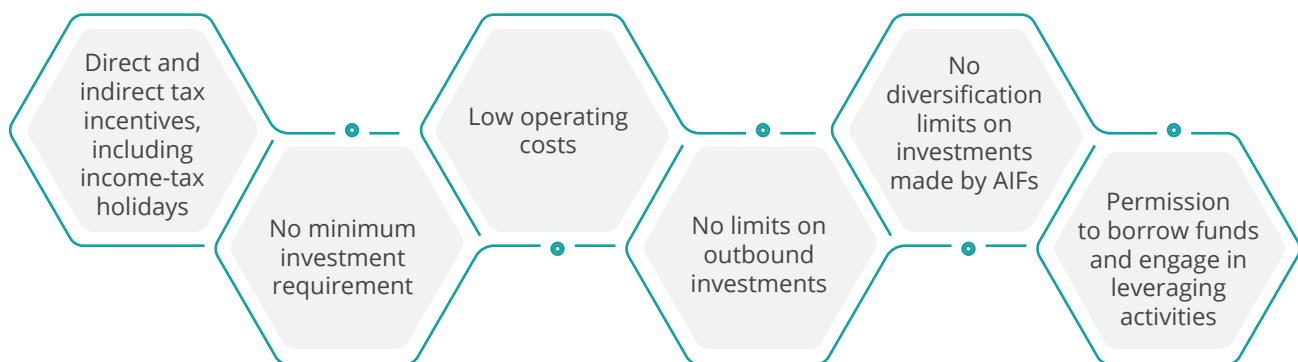 Direct and
indirect tax
incentives,
including
income-tax
holidays
No minimum
investment
requirement
Low operating
costs
No limits on
outbound
investments
No
diversification
limits on
investments
made by AIFs
Permission
to borrow funds
and engage in
leveraging
activities